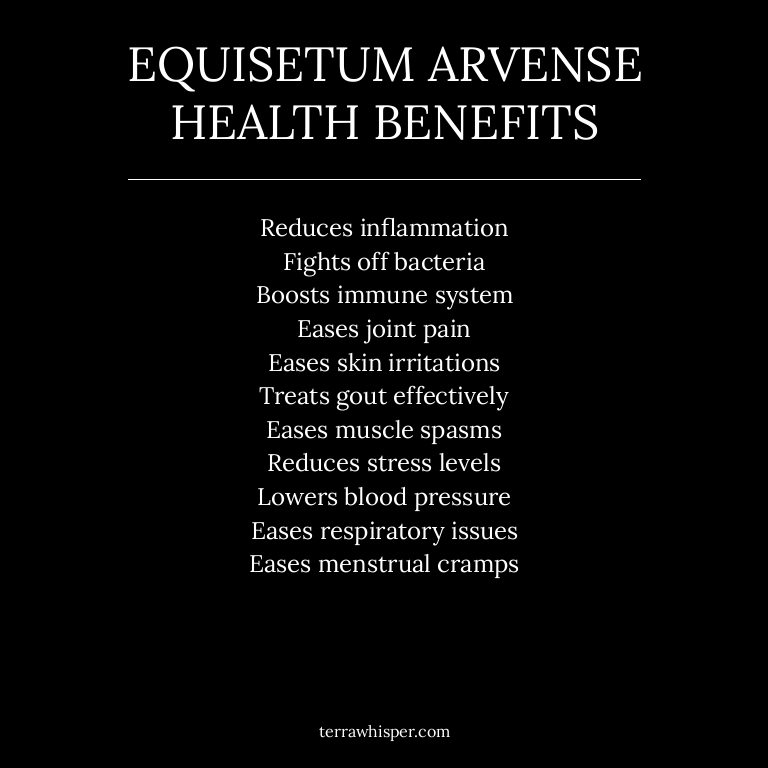 EQUISETUM ARVENSE
HEALTH BENEFITS
Reduces inflammation
Fights off bacteria
Boosts immune system
Eases joint pain
Eases skin irritations
Treats gout effectively
Eases muscle spasms
Reduces stress levels
Lowers blood pressure
Eases respiratory issues
Eases menstrual cramps
terrawhisper.com